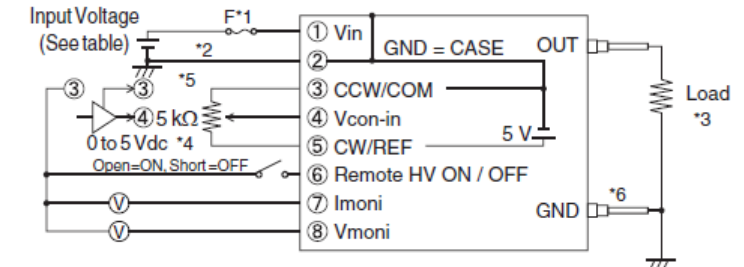 Input Voltage
(See table)
F*1
*2
① Vin
②
GND = CASE
OUT
③
③
*5
③ CCW/COM
④ 5 kΩ
④ Vcon-in
0 to 5 Vdc
*4
⑤ CW/REF
5 V
Load
*3
Open=ON, Short=OFF
⑥ Remote HV ON / OFF
V
⑦ Imoni
GND
*6
V
⑧ Vmoni